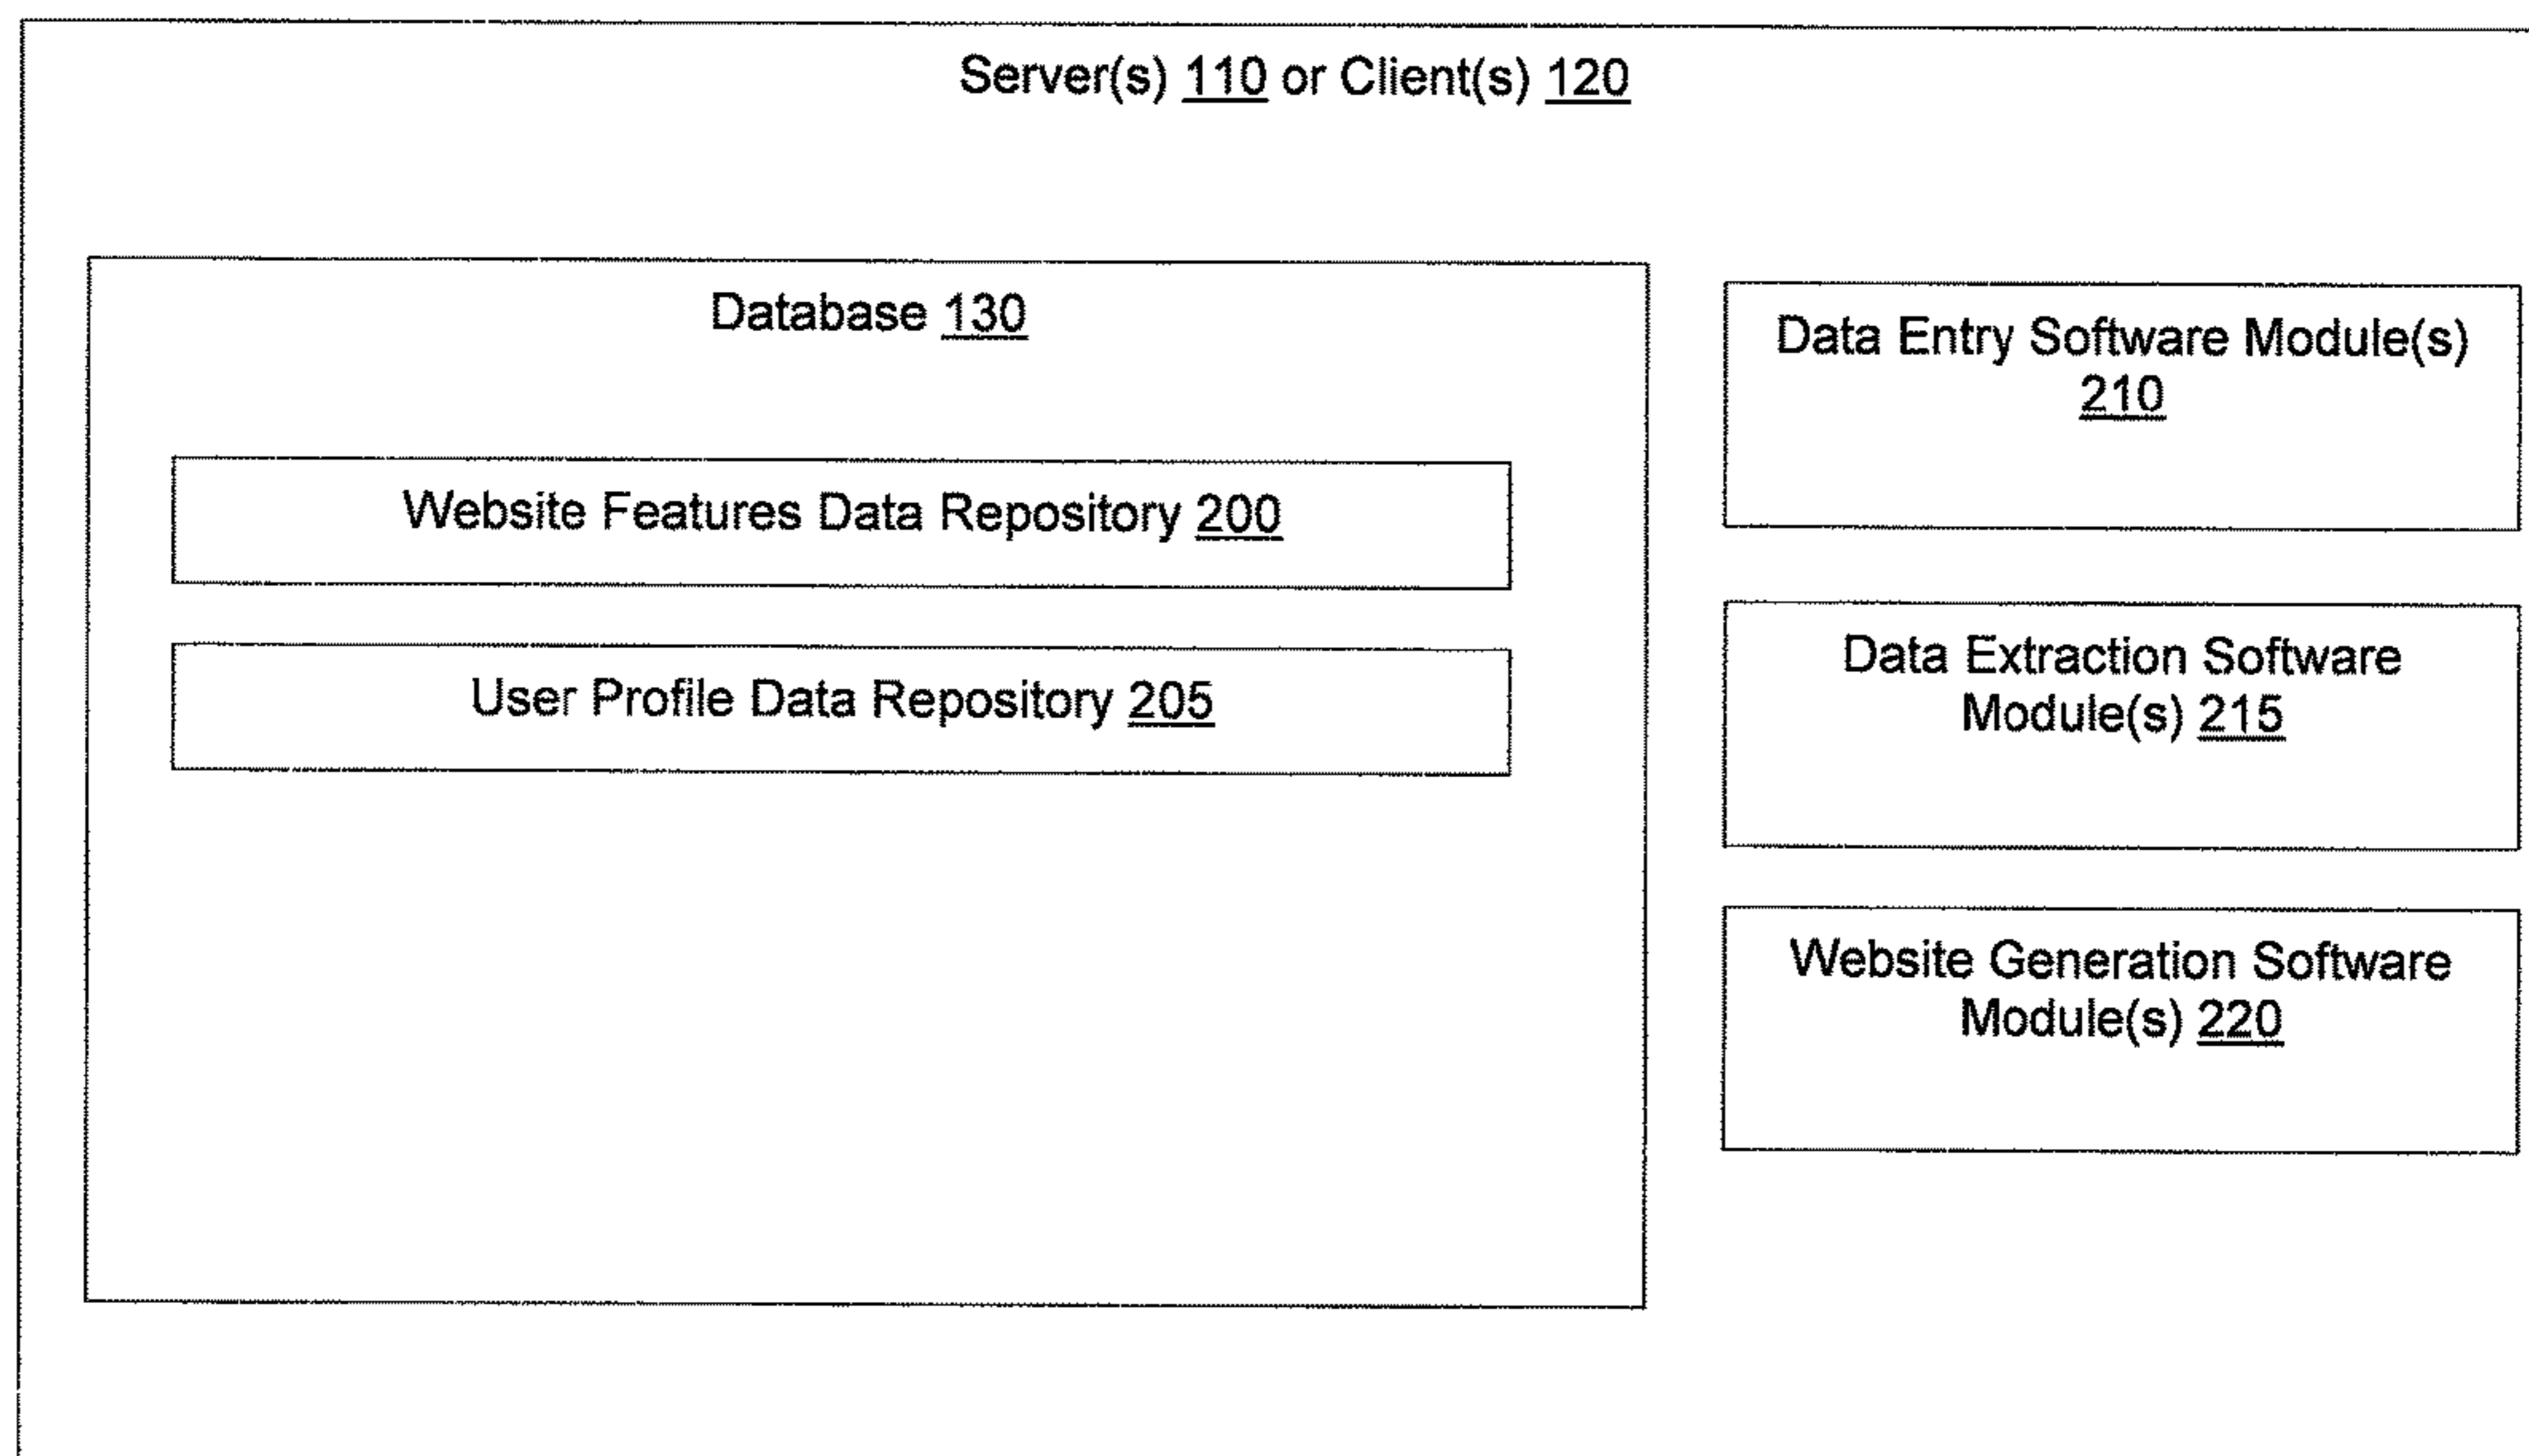 Server(s) 110 or Client(s) 120
Database 130
Website Features Data Repository 200
User Profile Data Repository 205
Data Entry Software Module(s)
210
Data Extraction Software
Module(s) 215
Website Generation Software
Module(s) 220